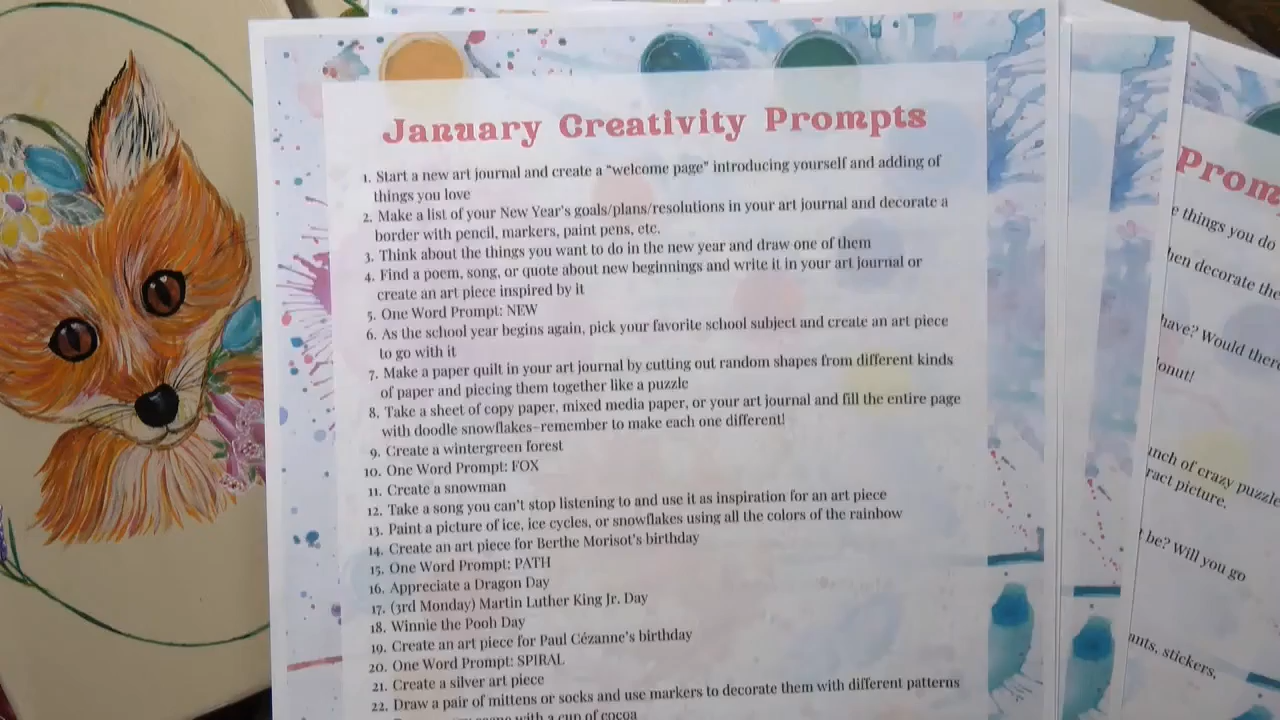 January Creativity Prompts
1. Start a new art journal and create a "welcome page" introducing yourself and adding of
things you love
2. Make a list of your New Year's goals/plans/resolutions in your art journal and decorate a
border with pencil, markers, paint pens, etc.
3. Think about the things you want to do in the new year and draw one of them
4. Find a poem, song, or quote about new beginnings and write it in your art journal or
create an art piece inspired by it
5. One Word Prompt: NEW
6. As the school year begins again, pick your favorite school subject and create an art piece
to go with it
7. Make a paper quilt in your art journal by cutting out random shapes from different kinds
of paper and piecing them together like a puzzle
8. Take a sheet of copy paper, mixed media paper, or your art journal and fill the entire page
with doodle snowflakes–remember to make each one different!
9. Create a wintergreen forest
10. One Word Prompt: FOX
11. Create a snowman
12. Take a song you can't stop listening to and use it as inspiration for an art piece
13. Paint a picture of ice, ice cycles, or snowflakes using all the colors of the rainbow
14. Create an art piece for Berthe Morisot's birthday
15. One Word Prompt: PATH
16. Appreciate a Dragon Day
17. (3rd Monday) Martin Luther King Jr. Day
18. Winnie the Pooh Day
19. Create an art piece for Paul Cézanne's birthday
20. One Word Prompt: SPIRAL
21. Create a silver art piece
22. Draw a pair of mittens or socks and use markers to decorate them with different patterns
with a cup of cocoa
Prom
things you do
decorate the
have? Would there
onut!
of crazy puzzle
picture.
be? Will you go
stickers,